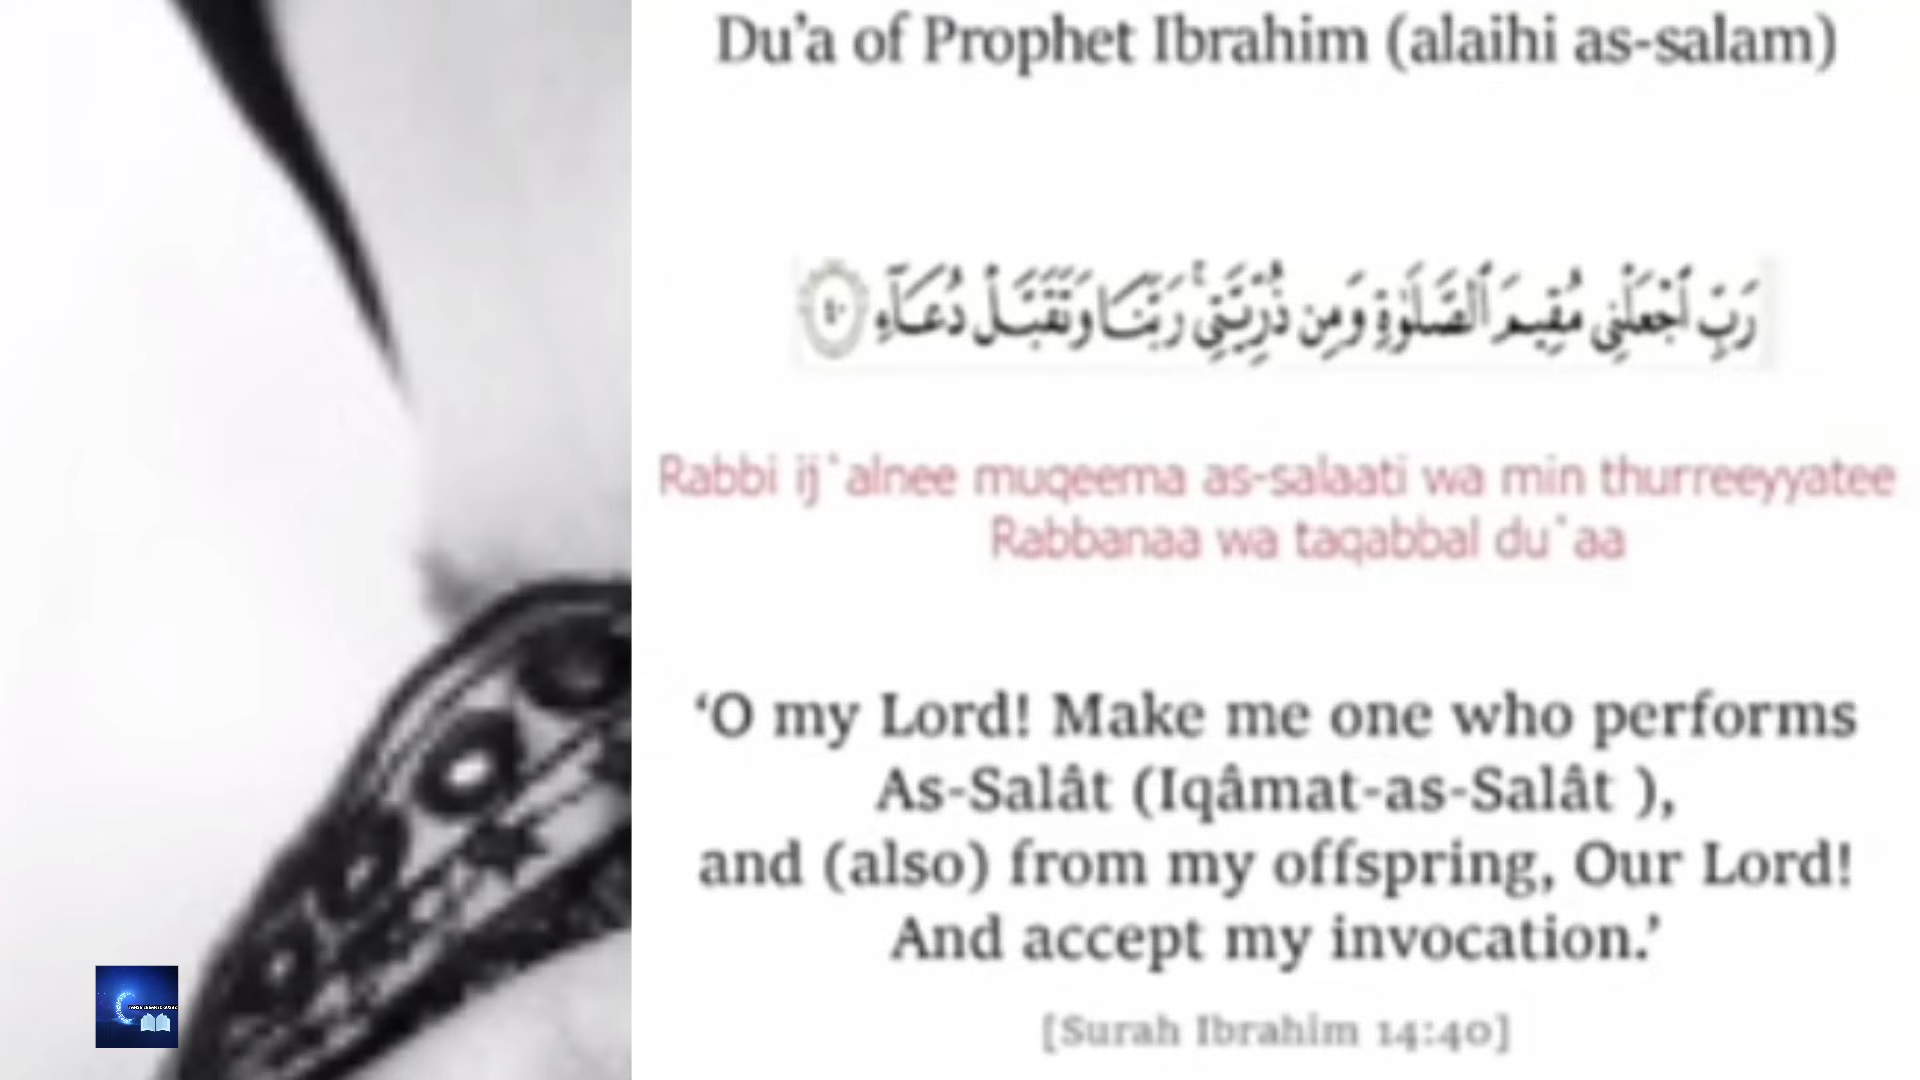 Du’a of Prophet Ibrahim (alaihi as-salam)
رَبِّ ٱجْعَلْنِى مُقِيمَ ٱلصَّلَوٰةِ وَمِن ذُرِّيَّتِى ۚ رَبَّنَا وَتَقَبَّلْ دُعَآءِ ٤٠
Rabbi ij`alnee muqeema as-salaati wa min thurreeyyatee
Rabbanaa wa taqabbal du`aa
‘O my Lord! Make me one who performs
As-Salât (Iqâmat-as-Salât ),
and (also) from my offspring, Our Lord!
And accept my invocation.’
[Surah Ibrahim 14:40]